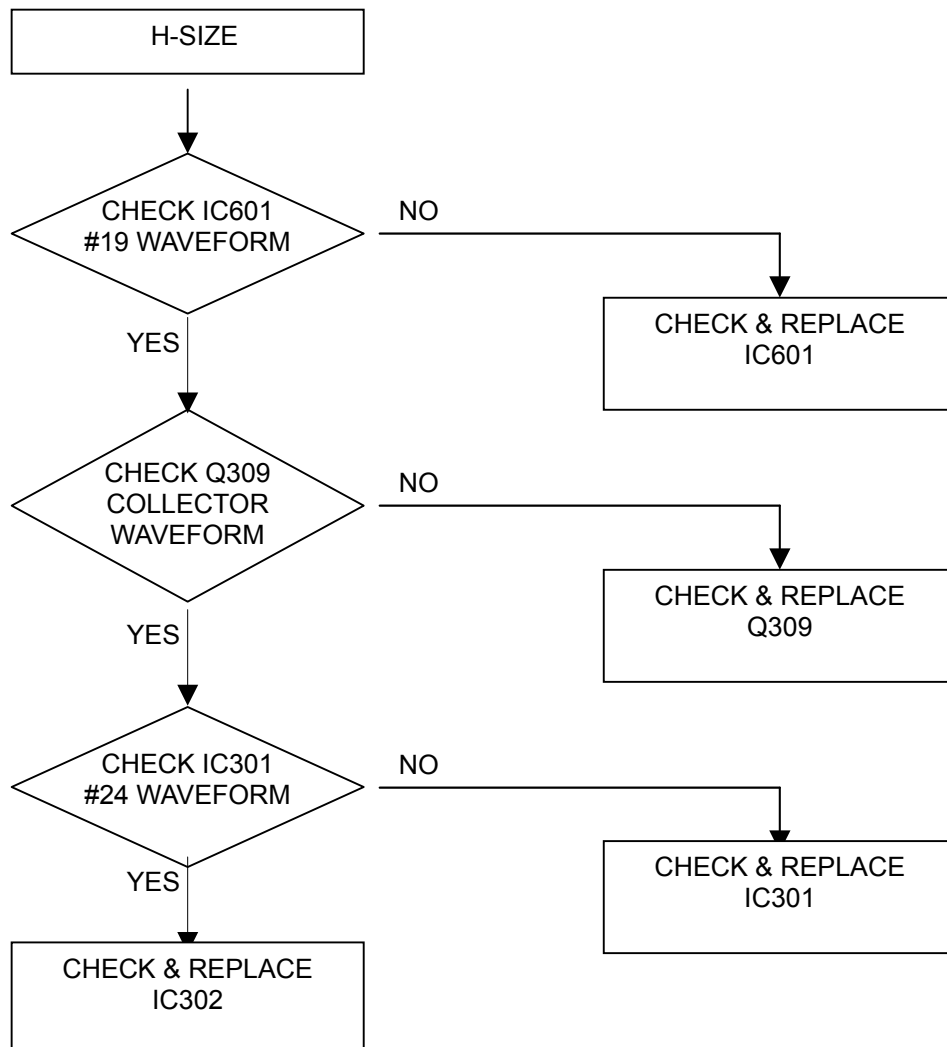 H-SIZE
CHECK IC601
#19 WAVEFORM
NO
CHECK & REPLACE
IC601
YES
CHECK Q309
COLLECTOR
WAVEFORM
NO
CHECK & REPLACE
Q309
YES
CHECK IC301
#24 WAVEFORM
NO
CHECK & REPLACE
IC301
YES
CHECK & REPLACE
IC302